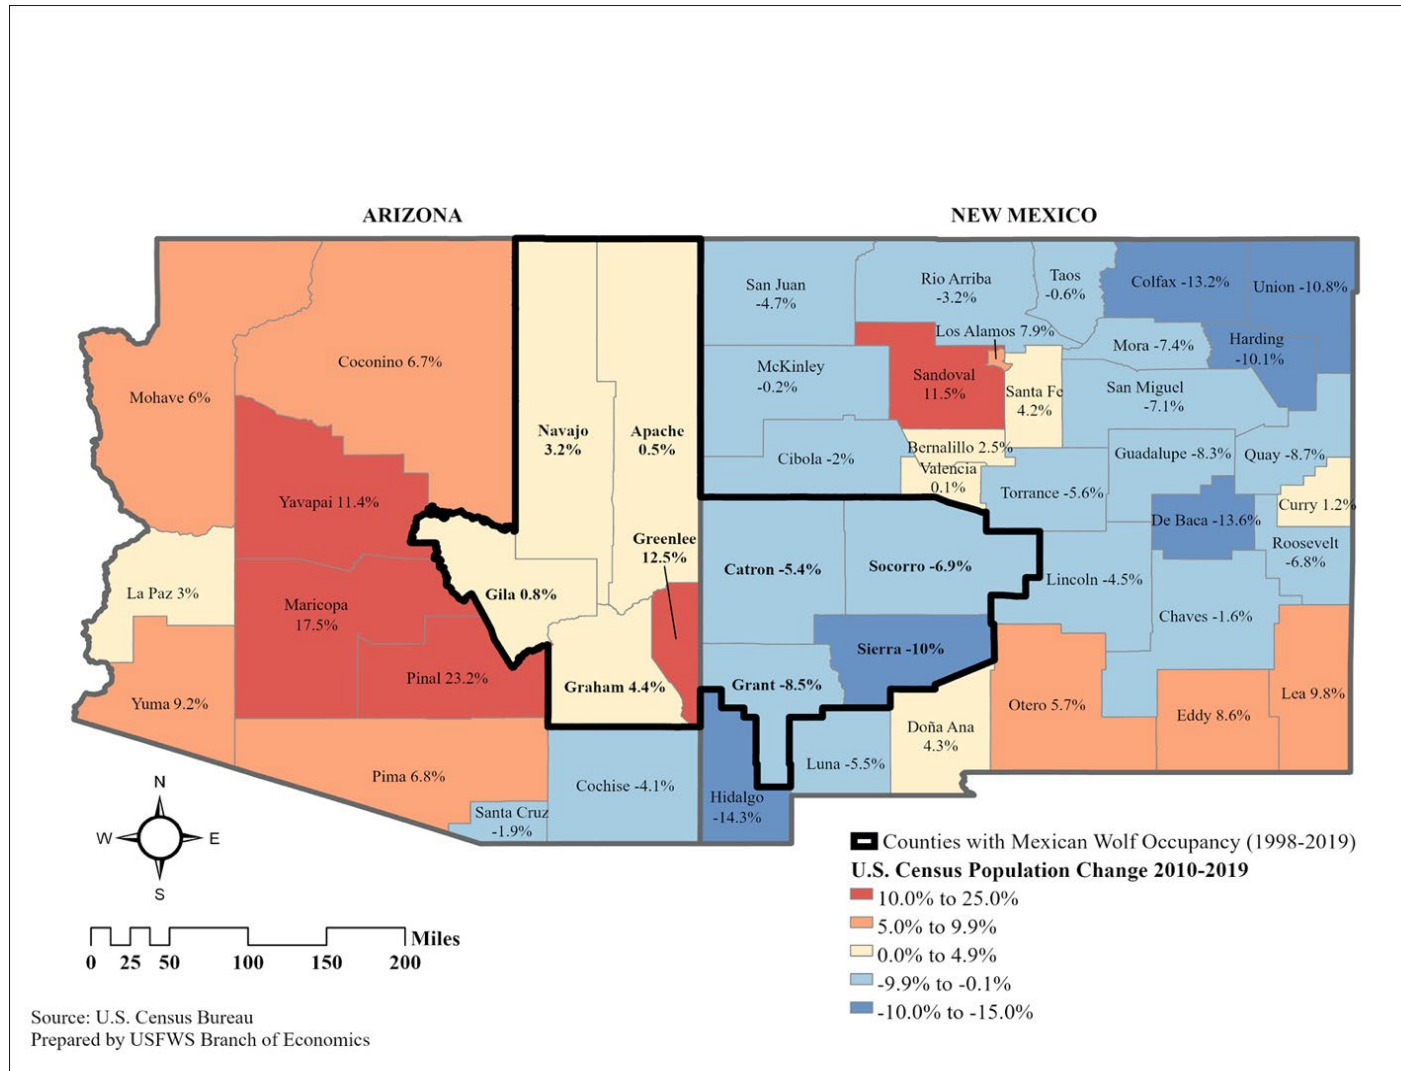 ARIZONA
NEW MEXICO
Mohave 6%
Coconino 6.7%
Yavapai 11.4%
La Paz 3%
Maricopa
17.5%
Yuma 9.2%
Pinal 23.2%
Pima 6.8%
Santa Cruz
-1.9%
Cochise -4.1%
Navajo
3.2%
Apache
0.5%
Gila 0.8%
Greenlee
12.5%
Graham 4.4%
San Juan
-4.7%
Rio Arriba
-3.2%
Taos
-0.6%
Colfax -13.2%
Union -10.8%
Los Alamos 7.9%
Mora -7.4%
Harding
-10.1%
McKinley
-0.2%
Sandoval
11.5%
Santa Fe
4.2%
San Miguel
-7.1%
Cibola -2%
Bernalillo 2.5%
Valencia
0.1%
Torrance -5.6%
Guadalupe -8.3%
Quay -8.7%
Curry 1.2%
De Baca -13.6%
Roosevelt
-6.8%
Catron -5.4%
Socorro -6.9%
Lincoln -4.5%
Chaves -1.6%
Sierra -10%
Grant -8.5%
Otero 5.7%
Eddy 8.6%
Lea 9.8%
Doña Ana
4.3%
Luna -5.5%
Hidalgo
-14.3%
N
W
E
S
Miles
0 25 50 100 150 200
Counties with Mexican Wolf Occupancy (1998-2019)
U.S. Census Population Change 2010-2019
10.0% to 25.0%
5.0% to 9.9%
0.0% to 4.9%
-9.9% to -0.1%
-10.0% to -15.0%
Source: U.S. Census Bureau
Prepared by USFWS Branch of Economics